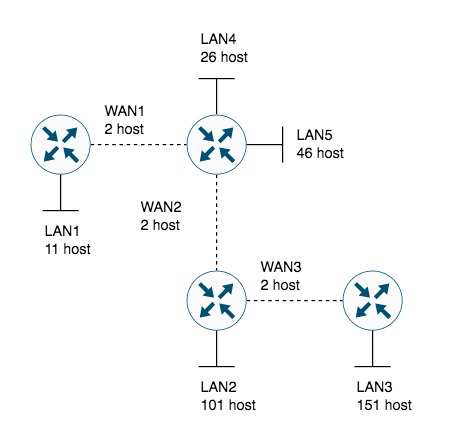 LAN4
26 host
WAN1
2 host
LAN5
46 host
WAN2
2 host
LAN1
11 host
WAN3
2 host
LAN2
101 host
LAN3
151 host